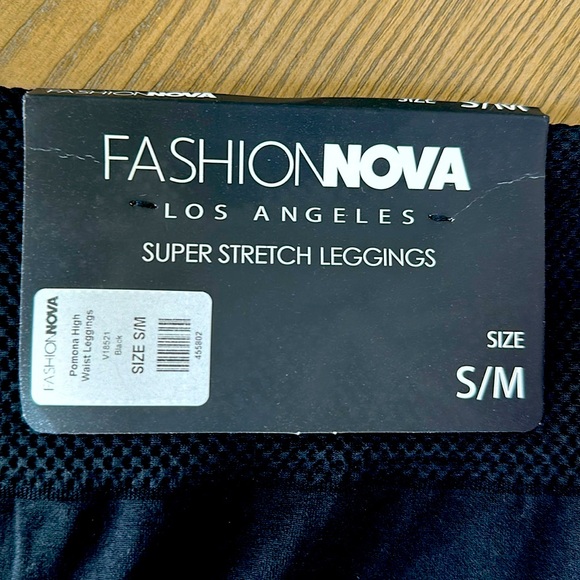 FASHIONNOVA
SIZE S/M
FASHIONNOVA
LOS ANGELES
SUPER STRETCH LEGGINGS
SIZE
S/M
FASHIONNOVA
Pomona High
Waist Leggings
V18521
Black
SIZE S/M
455802